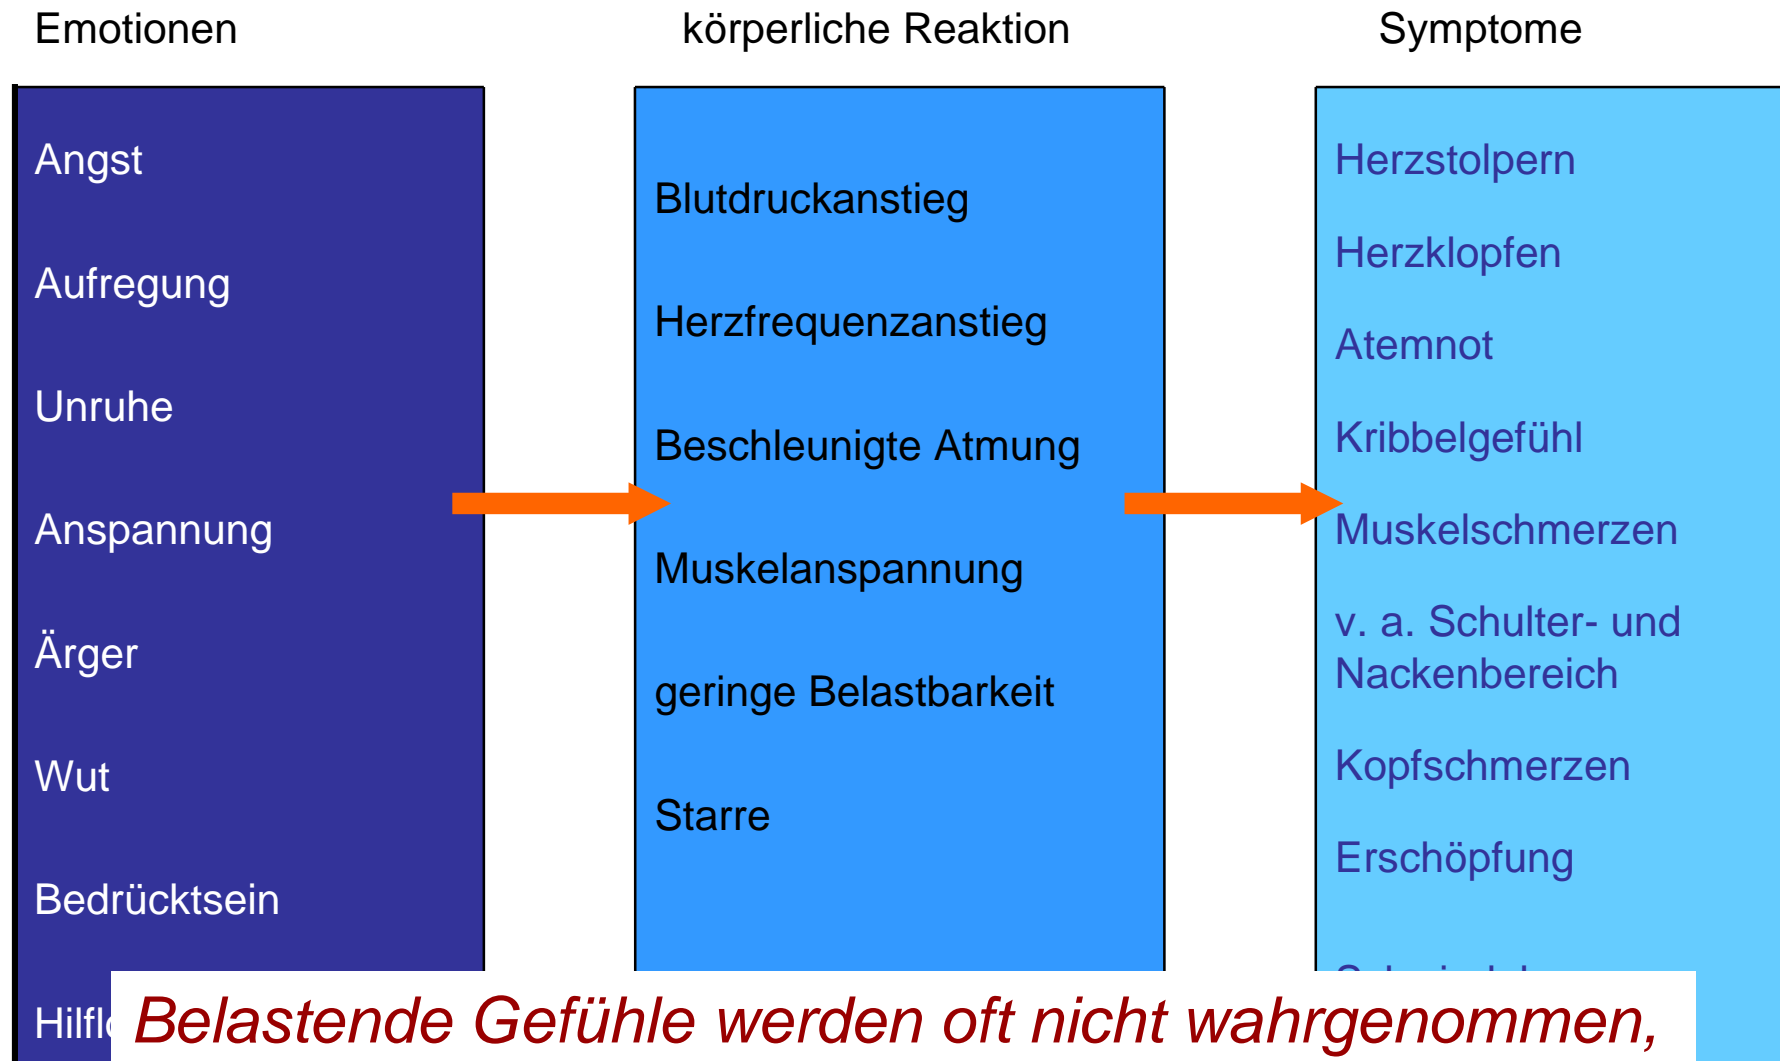 Emotionen
körperliche Reaktion
Symptome
Angst
Aufregung
Unruhe
Anspannung
Ärger
Wut
Bedrücktsein
Blutdruckanstieg
Herzfrequenzanstieg
Beschleunigte Atmung
Muskelanspannung
geringe Belastbarkeit
Starre
Herzstolpern
Herzklopfen
Atemnot
Kribbelgefühl
Muskelschmerzen
v. a. Schulter- und
Nackenbereich
Kopfschmerzen
Erschöpfung
Belastende Gefühle werden oft nicht wahrgenommen,